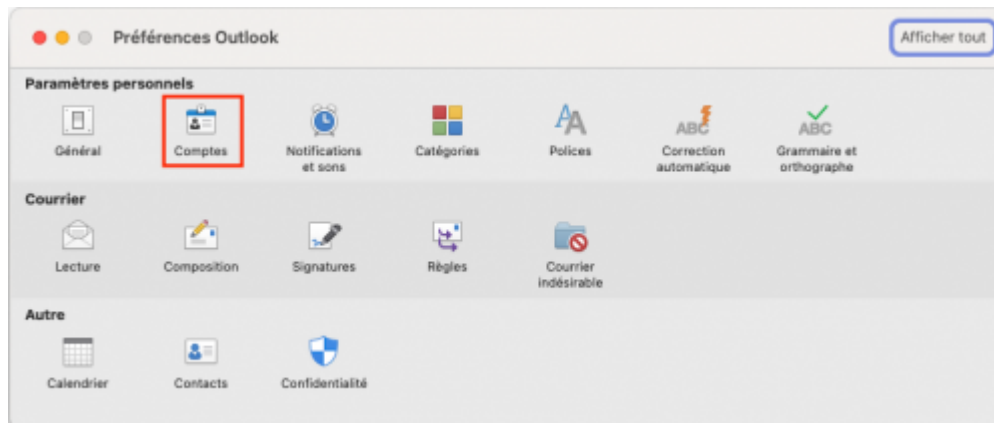 Préférences Outlook
Afficher tout
Paramètres personnels
Général
Comptes
Notifications
et sons
Catégories
Polices
ABC
Correction
automatique
ABC
Grammaire et
orthographe
Courrier
Lecture
Composition
Signatures
Règles
Courrier
indésirable
Autre
Calendrier
Contacts
Confidentialité